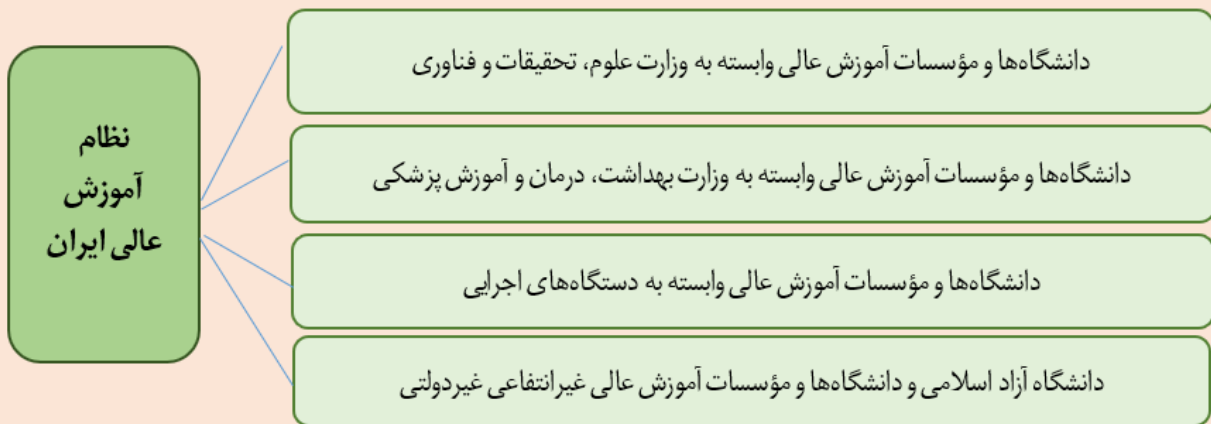 نظام
آموزش
عالی ایران
دانشگاه‌ها و مؤسسات آموزش عالی وابسته به وزارت علوم، تحقیقات و فناوری
دانشگاه‌ها و مؤسسات آموزش عالی وابسته به وزارت بهداشت، درمان و آموزش پزشکی
دانشگاه‌ها و مؤسسات آموزش عالی وابسته به دستگاه‌های اجرایی
دانشگاه آزاد اسلامی و دانشگاه‌ها و مؤسسات آموزش عالی غیرانتفاعی غیردولتی